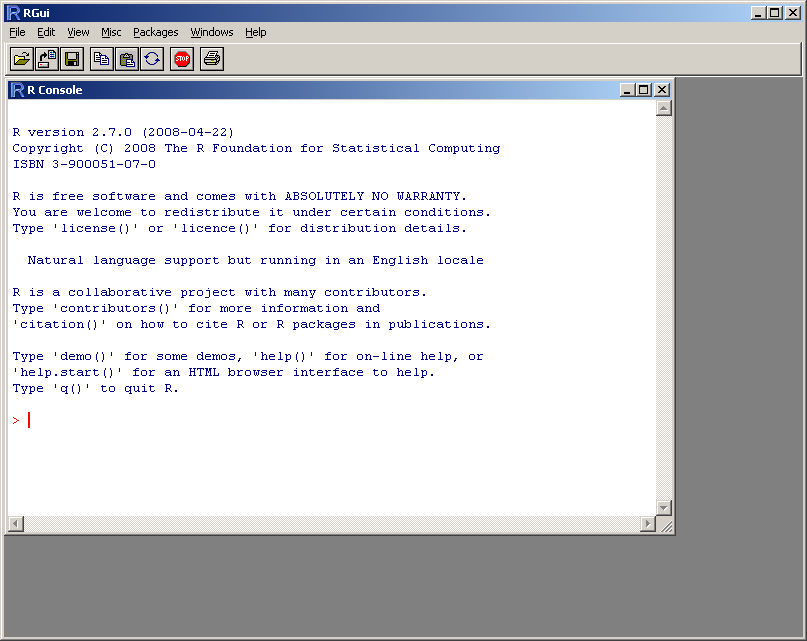 RGui
File Edit View Misc Packages Windows Help
STOP
R Console
R version 2.7.0 (2008-04-22)
Copyright (C) 2008 The R Foundation for Statistical Computing
ISBN 3-900051-07-0
R is free software and comes with ABSOLUTELY NO WARRANTY.
You are welcome to redistribute it under certain conditions.
Type 'license()' or 'licence()' for distribution details.
Natural language support but running in an English locale
R is a collaborative project with many contributors.
Type 'contributors()' for more information and
'citation()' on how to cite R or R packages in publications.
Type 'demo()' for some demos, 'help()' for on-line help, or
'help.start()' for an HTML browser interface to help.
Type 'q()' to quit R.
>